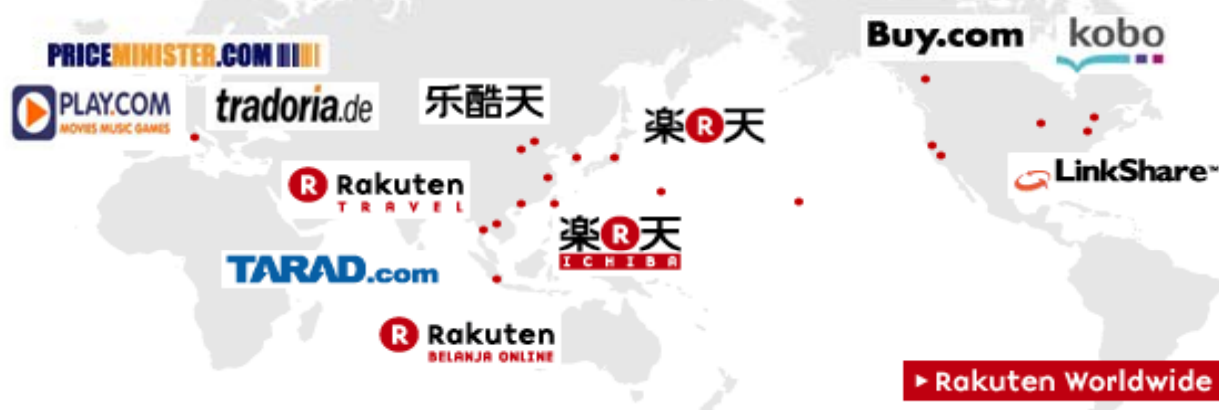 PRICEMINISTER.COM
PLAY.COM
MOVIES MUSIC GAMES
tradoria.de
乐酷天
楽R天
Buy.com
kobo
R Rakuten
TRAVEL
楽R天
ICHIBA
LinkShare
TARAD.com
R Rakuten
BELANJA ONLINE
Rakuten Worldwide